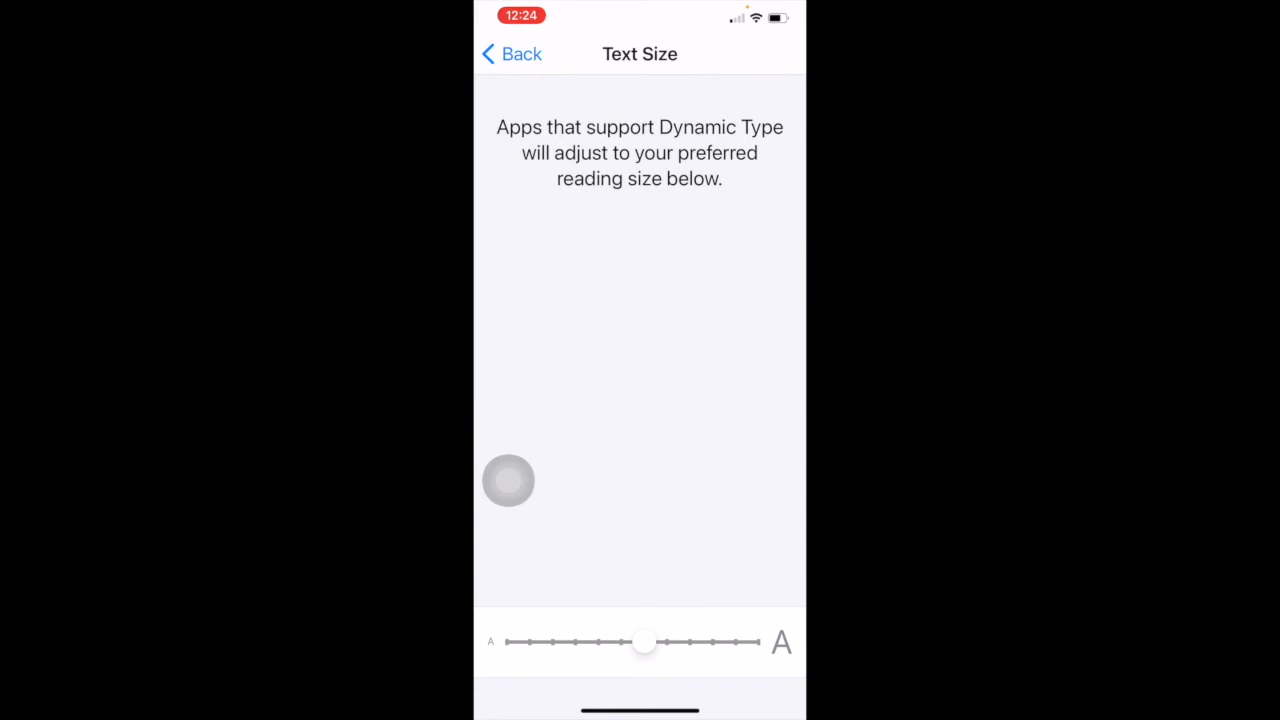 12:24
Back
Text Size
Apps that support Dynamic Type
will adjust to your preferred
reading size below.
A
A